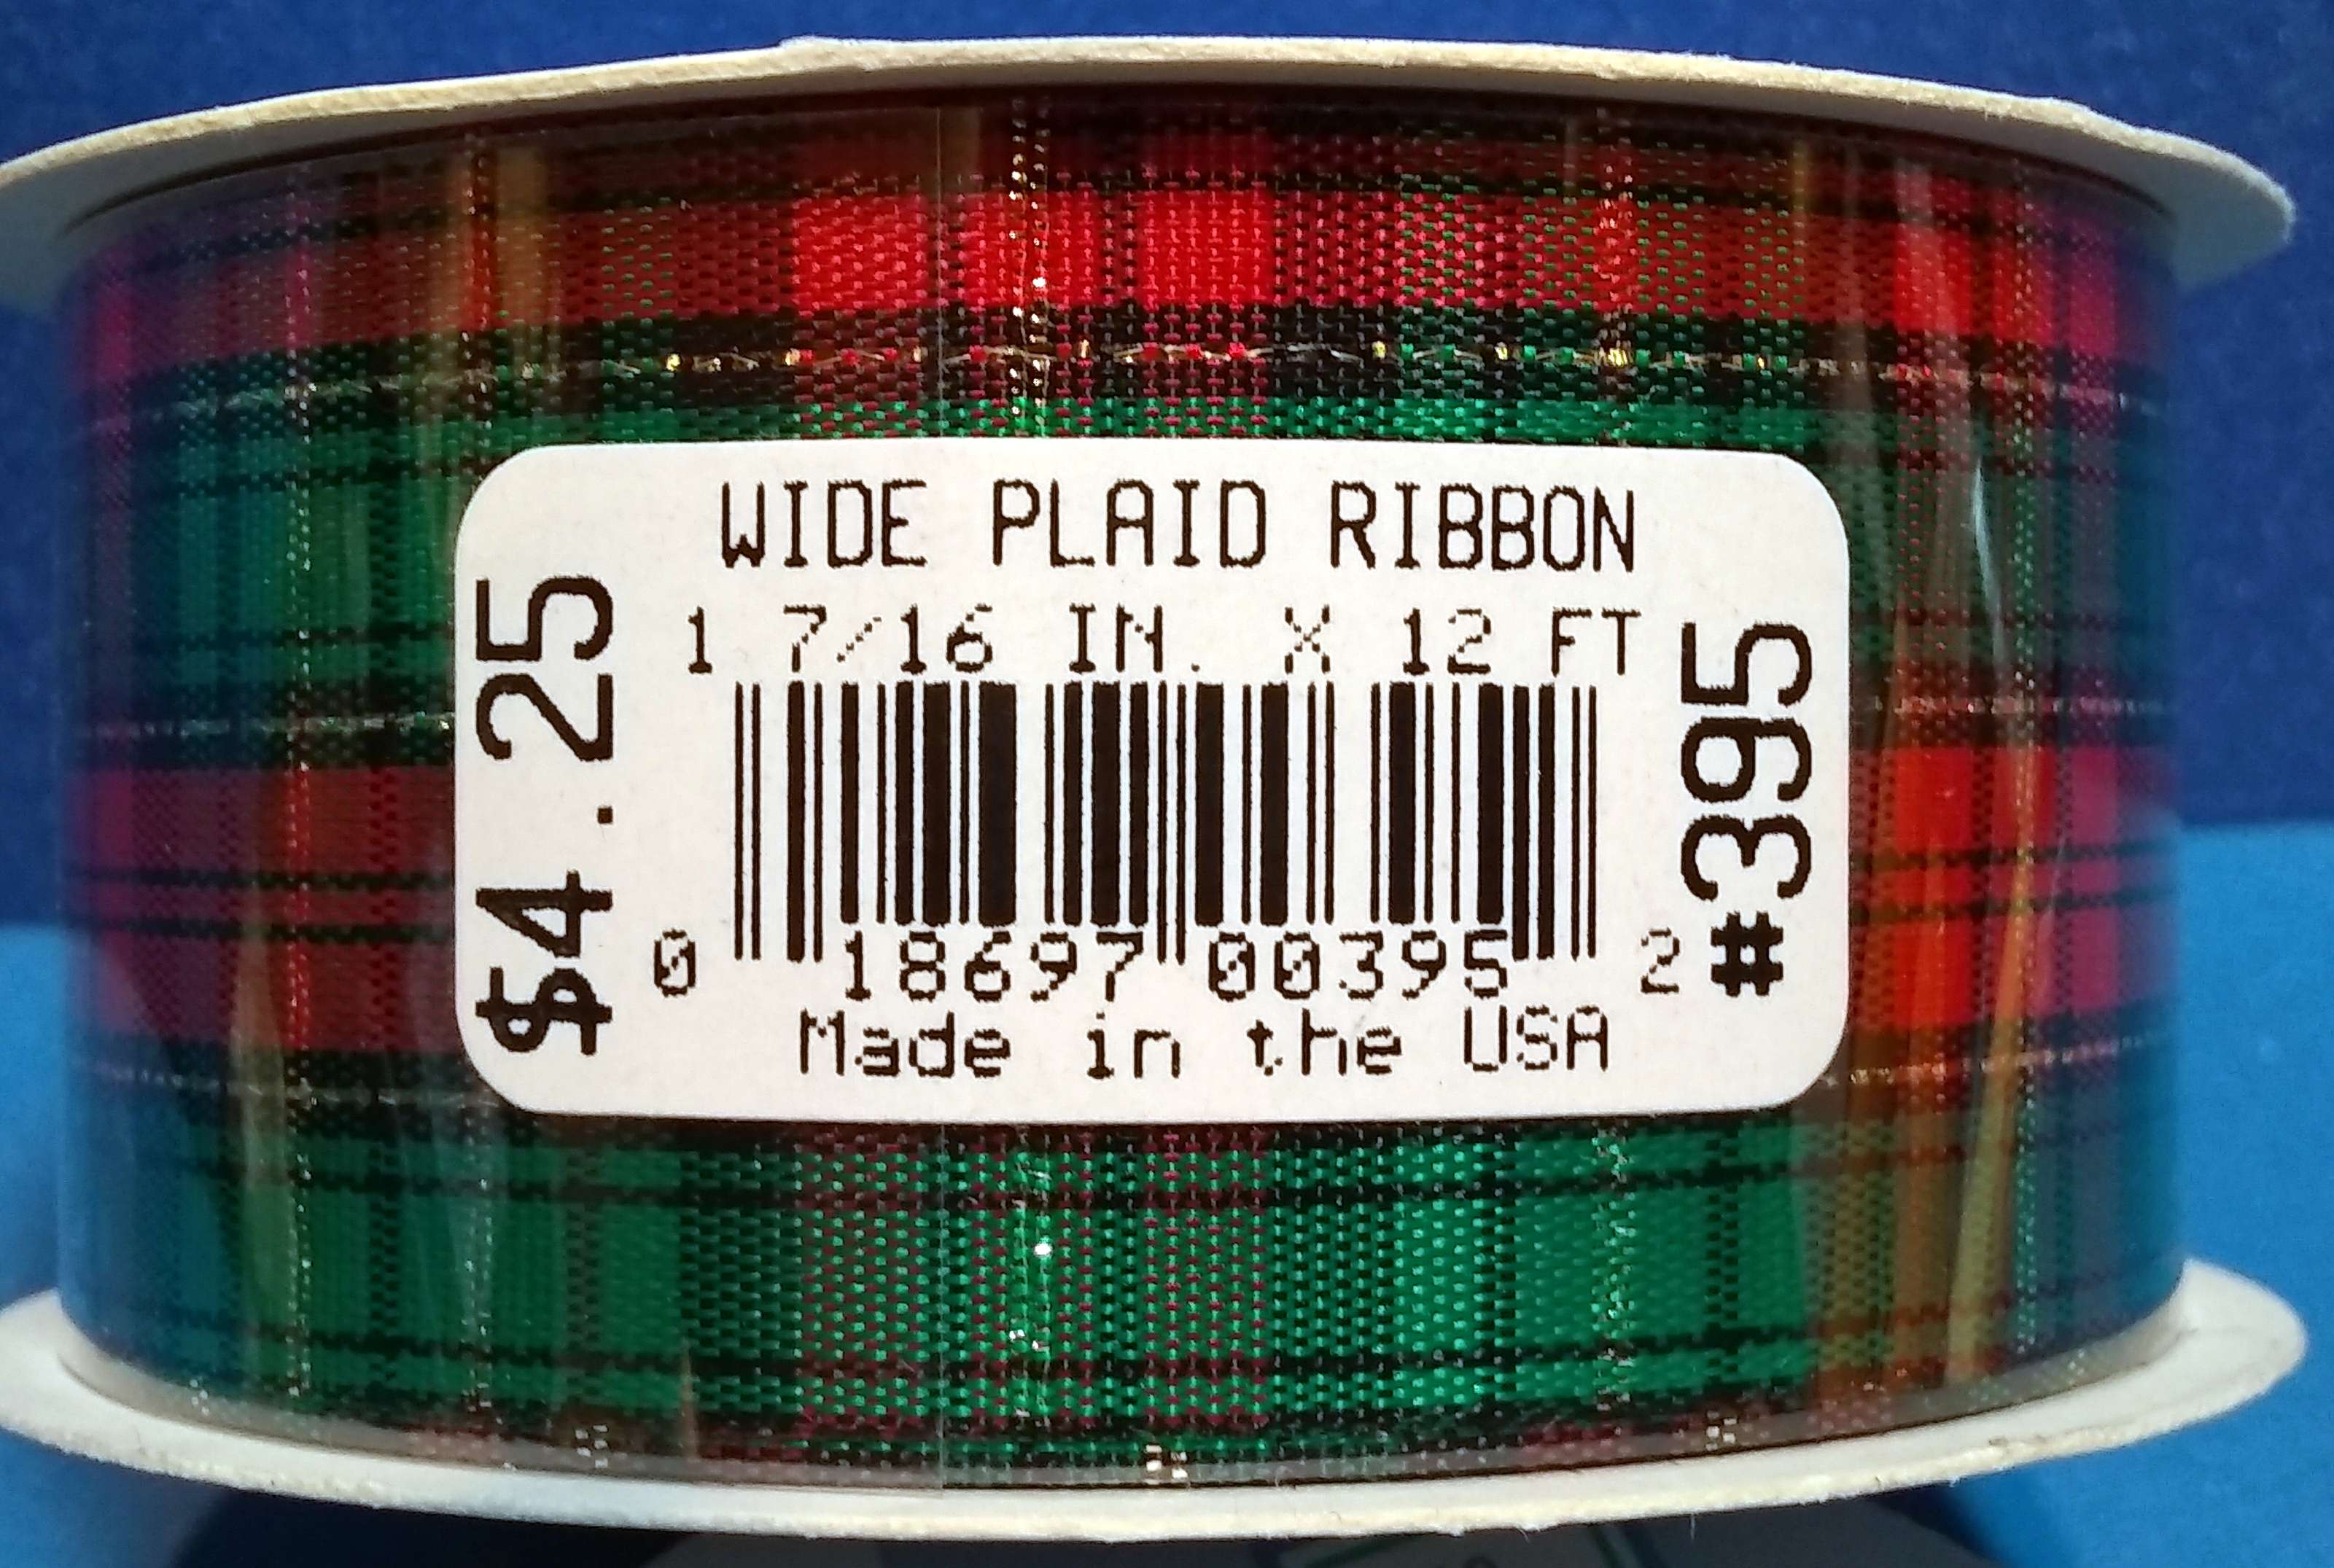 WIDE PLAID RIBBON
1 7/16 IN. X 12 FT
$4.25
#395
0 18697 00395 2
Made in the USA